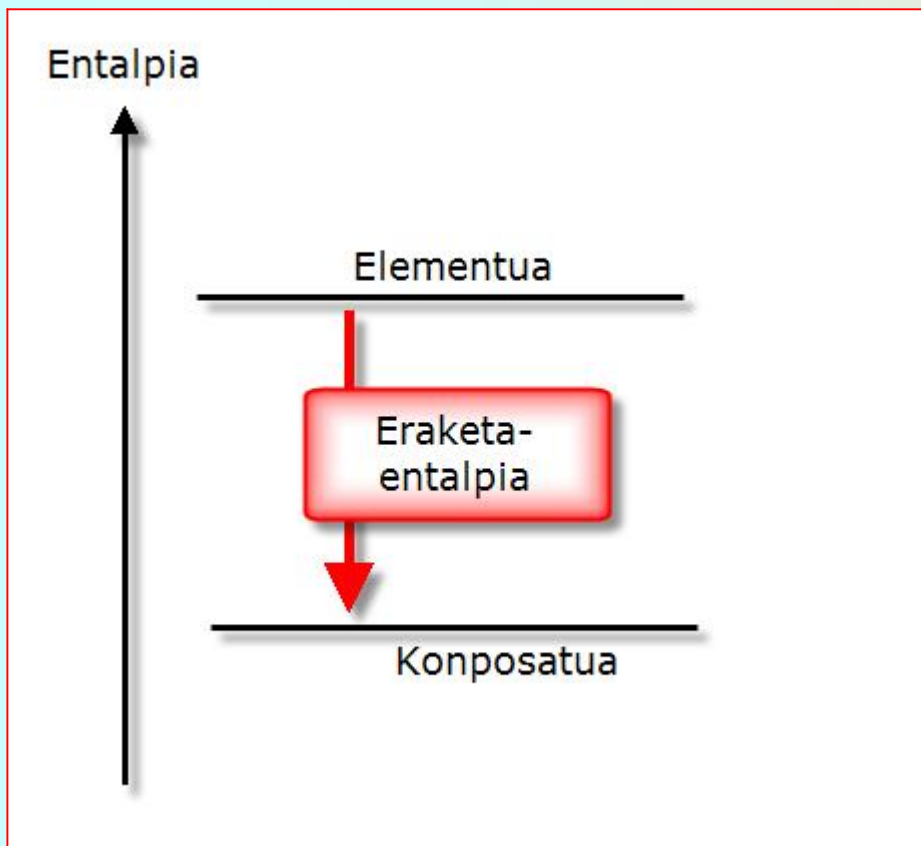 Entalpia
Elementua
Eraketa-
entalpia
Konposatua